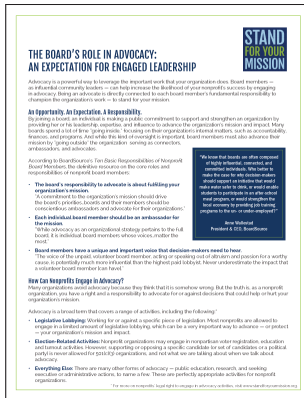 STAND
FOR YOUR
MISSION
THE BOARD'S ROLE IN ADVOCACY:
AN EXPECTATION FOR ENGAGED LEADERSHIP
Advocacy is a powerful way to leverage the important work that your organization does. Board members —
as influential community leaders — can help increase the likelihood of your nonprofit's success by engaging
in advocacy. Being an advocate is directly connected to each board member's fundamental responsibility to
champion the organization's work — to stand for your mission
An Opportunity. An Expectation. A Responsibility.
By joining a board, an individual is making a public commitment to support and strengthen an organization by
providing her or his leadership, expertise, and influence to advance the organization's mission and impact. Many
boards spend a lot of time "going inside," focusing on their organization's internal matters, such as accountability,
finances, and programs. And while this kind of oversight is important, board members must also advance their
mission by "going outside" the organization, serving as connectors,
ambassadors, and advocates.
According to BoardSource's Ten Basic Responsibilities of Nonprofit
Board Members, the definitive resource on the core roles and
responsibilities of nonprofit board members:
• The board's responsibility to advocate is about fulfilling your
organization's mission.
"A commitment to the organization's mission should drive
the board's priorities. Boards and their members should be
conscientious ambassadors and advocates for their organizations."
• Each individual board member should be an ambassador for
the mission.
"While advocacy as an organizational strategy pertains to the full
board, it is individual board members whose voices matter the
most."
• Board members have a unique and important voice that decision-makers need to hear.
"The voice of the unpaid, volunteer board member, acting or speaking out of altruism and passion for a worthy
cause, is potentially much more influential than the highest paid lobbyist. Never underestimate the impact that
a volunteer board member can have."
"We know that boards are often composed
of highly influential, connected, and
committed individuals. Who better to
make the case for why decision-makers
should support an initiative that would
make water safer to drink, or would enable
students to participate in an after-school
meal program, or would strengthen the
local economy by providing job training
programs to the un- or under-employed?"
Anne Wallestad
President & CEO, BoardSource
How Can Nonprofits Engage in Advocacy?
Many organizations avoid advocacy because they think that it is somehow wrong. But the truth is, as a nonprofit
organization, you have a right and a responsibility to advocate for or against decisions that could help or hurt your
organization's mission.
Advocacy is a broad term that covers a range of activities, including the following:*
• Legislative Lobbying: Working for or against a specific piece of legislation. Most nonprofits are allowed to
engage in a limited amount of legislative lobbying, which can be a very important way to advance — or protect
— your organization's mission and impact.
• Election-Related Activities: Nonprofit organizations may engage in nonpartisan voter registration, education
and turnout activities. However, supporting or opposing a specific candidate (or set of candidates or a political
party) is never allowed for 501(c)(3) organizations, and not what we are talking about when we talk about
advocacy.
• Everything Else: There are many other forms of advocacy — public education, research, and seeking
executive or administrative actions, to name a few. These are perfectly appropriate activities for nonprofit
organizations.
* For more on nonprofits' legal right to engage in advocacy activities, visit www.standforyourmission.org.